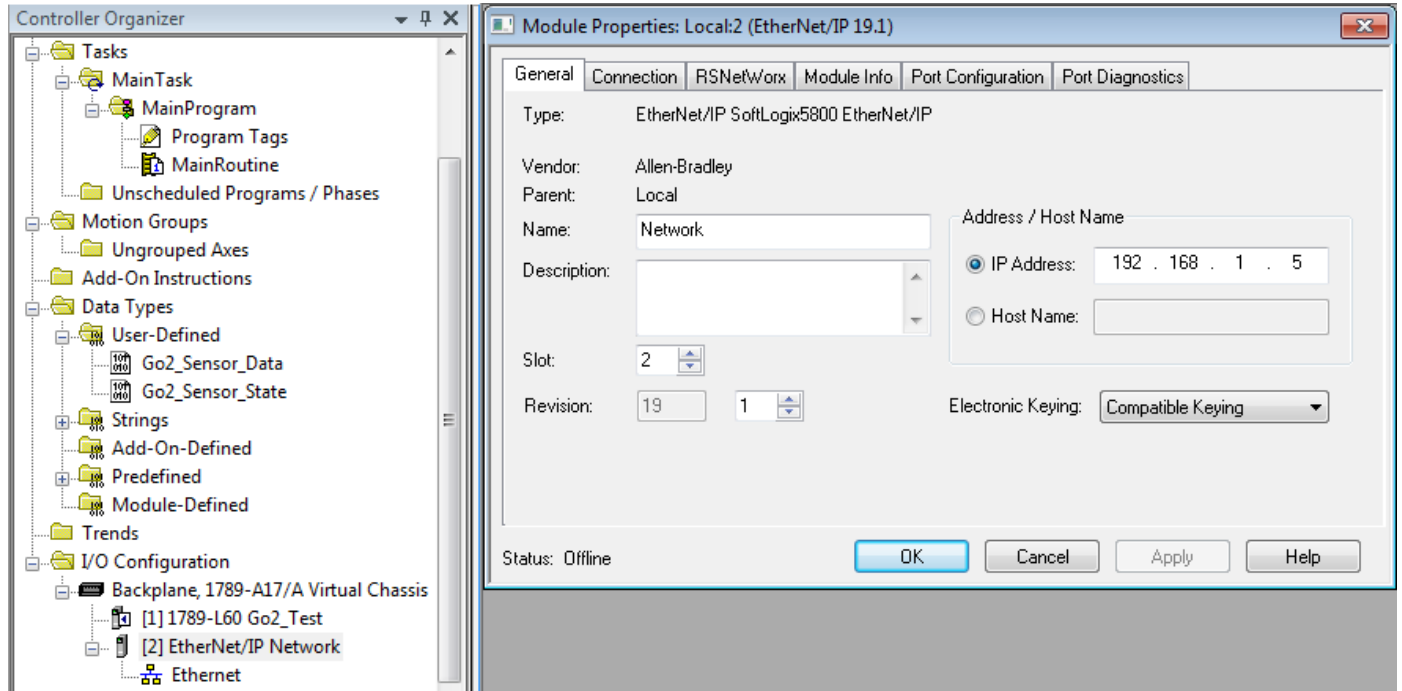 Controller Organizer
Tasks
MainTask
MainProgram
Program Tags
MainRoutine
Unscheduled Programs / Phases
Motion Groups
Ungrouped Axes
Add-On Instructions
Data Types
User-Defined
Go2_Sensor_Data
Go2_Sensor_State
Strings
Add-On-Defined
Predefined
Module-Defined
Trends
I/O Configuration
Backplane, 1789-A17/A Virtual Chassis
[1] 1789-L60 Go2_Test
[2] EtherNet/IP Network
Ethernet
Module Properties: Local:2 (EtherNet/IP 19.1)
General Connection RSNetWorx Module Info Port Configuration Port Diagnostics
Type: EtherNet/IP SoftLogix5800 EtherNet/IP
Vendor: Allen-Bradley
Parent: Local
Name: Network
Description:
Slot: 2
Revision: 19 1
Address / Host Name
IP Address: 192 . 168 . 1 . 5
Host Name:
Electronic Keying: Compatible Keying
Status: Offline
OK Cancel Apply Help